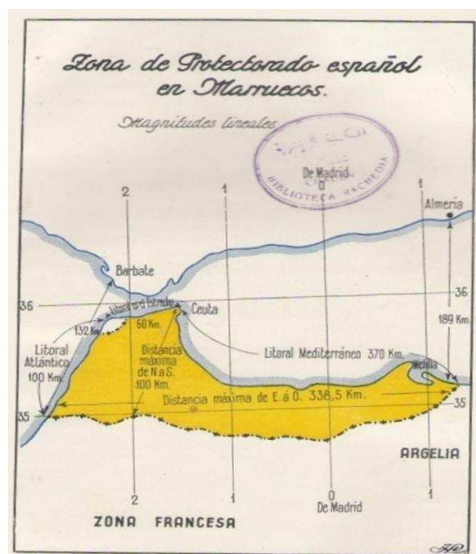 Zona de Protectorado español
en Marruecos.
Magnitudes lineales
BIBLIOTECA RACHEDIA
De Madrid
2
1
0
1
Almería
Barbate
36
36
Litoral
60 Km.
Ceuta
132 Km
189 Km.
Litoral
Atlántico
100 Km.
Distancia
máxima
de N a S.
100 Km.
Litoral Mediterráneo 370 Km.
Melilla
Distancia máxima de E. á O. 338,5 Km.
35
35
ARGELIA
2
1
0
1
De Madrid
ZONA FRANCESA